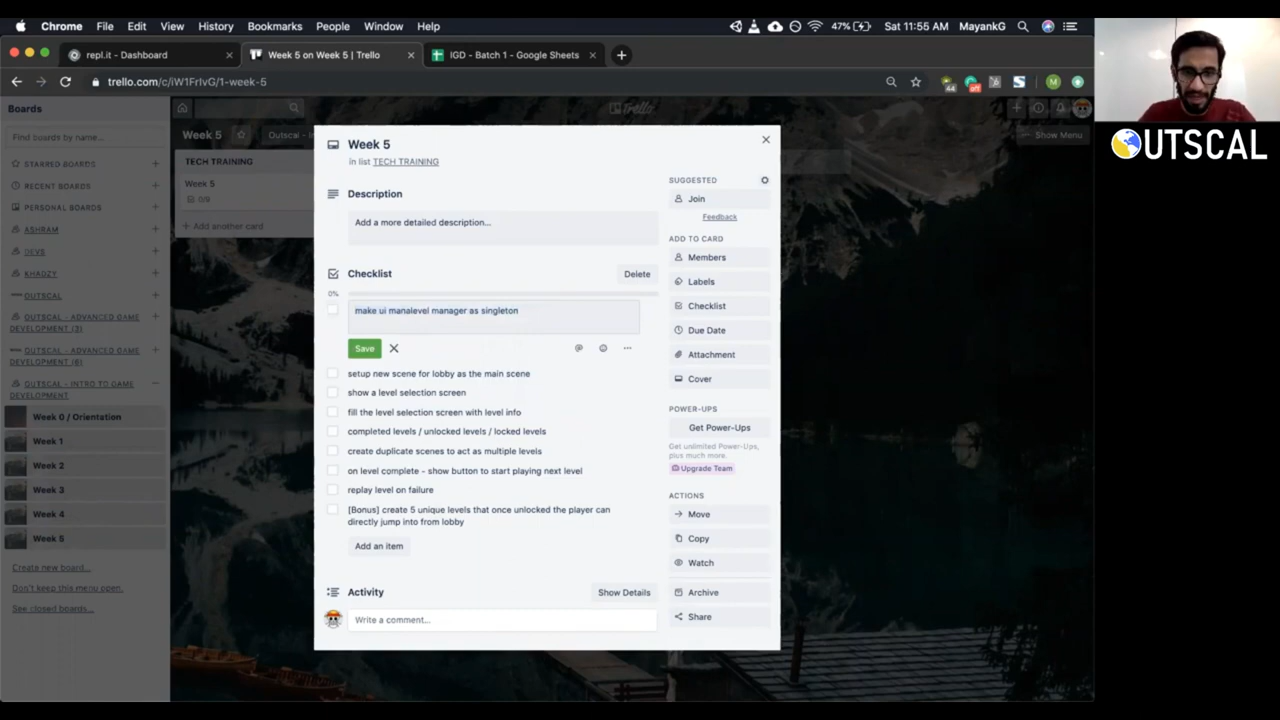 Chrome File Edit View History Bookmarks People Window Help
47% Sat 11:55 AM MayankG
repl.it - Dashboard
Week 5 on Week 5 | Trello
IGD - Batch 1 - Google Sheets
trello.com/c/iW1FrIvG/1-week-5
44
off
M
OUTSCAL
Boards
Find boards by name...
STARRED BOARDS
RECENT BOARDS
PERSONAL BOARDS
ASHRAM
DEVS
KHADZY
OUTSCAL
OUTSCAL - ADVANCED GAME
DEVELOPMENT (3)
OUTSCAL - ADVANCED GAME
DEVELOPMENT (6)
OUTSCAL - INTRO TO GAME
DEVELOPMENT
Week 0 / Orientation
Week 1
Week 2
Week 3
Week 4
Week 5
Create new board...
Don't keep this menu open.
See closed boards...
Trello
Week 5
Outscal - I
Show Menu
TECH TRAINING
Week 5
0/9
+ Add another card
Week 5
in list TECH TRAINING
Description
Add a more detailed description...
Checklist
Delete
0%
make ui manalevel manager as singleton
Save
setup new scene for lobby as the main scene
show a level selection screen
fill the level selection screen with level info
completed levels / unlocked levels / locked levels
create duplicate scenes to act as multiple levels
on level complete - show button to start playing next level
replay level on failure
[Bonus] create 5 unique levels that once unlocked the player can
directly jump into from lobby
Add an item
Activity
Show Details
Write a comment...
SUGGESTED
Join
Feedback
ADD TO CARD
Members
Labels
Checklist
Due Date
Attachment
Cover
POWER-UPS
Get Power-Ups
Get unlimited Power-Ups,
plus much more.
Upgrade Team
ACTIONS
Move
Copy
Watch
Archive
Share